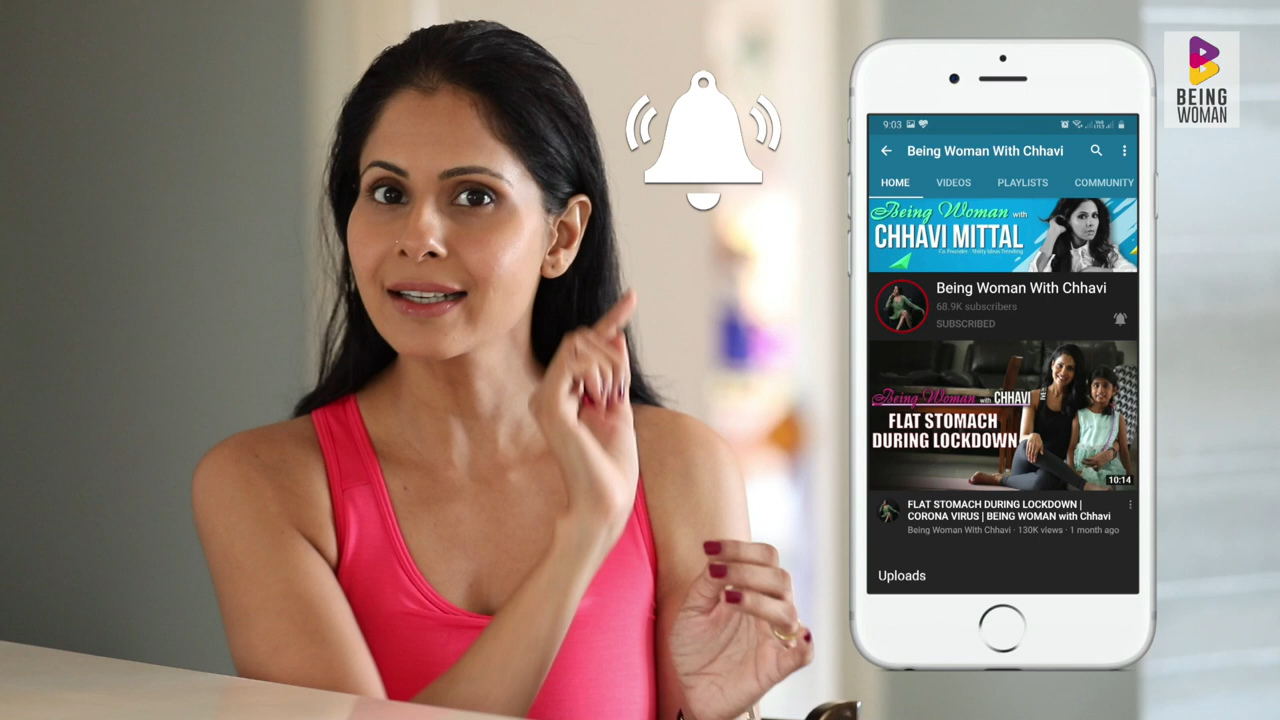 BEING
WOMAN
9:03
Being Woman With Chhavi
HOME VIDEOS PLAYLISTS COMMUNITY
Being Woman with
CHHAVI MITTAL
Being Woman With Chhavi
68.9K subscribers
SUBSCRIBED
Being Woman with CHHAVI
FLAT STOMACH
DURING LOCKDOWN
10:14
FLAT STOMACH DURING LOCKDOWN |
CORONA VIRUS | BEING WOMAN with Chhavi
Being Woman With Chhavi · 130K views · 1 month ago
Uploads